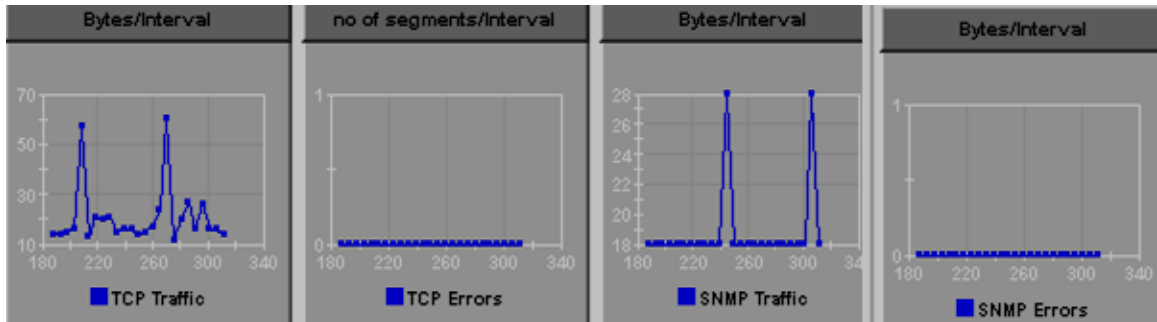 Bytes/Interval
no of segments/Interval
Bytes/Interval
Bytes/Interval
70
50
30
10
180 220 260 300 340
TCP Traffic
1
0
180 220 260 300 340
TCP Errors
28
26
24
22
20
18
180 220 260 300 34
SNMP Traffic
1
0
180 220 260 300 340
SNMP Errors